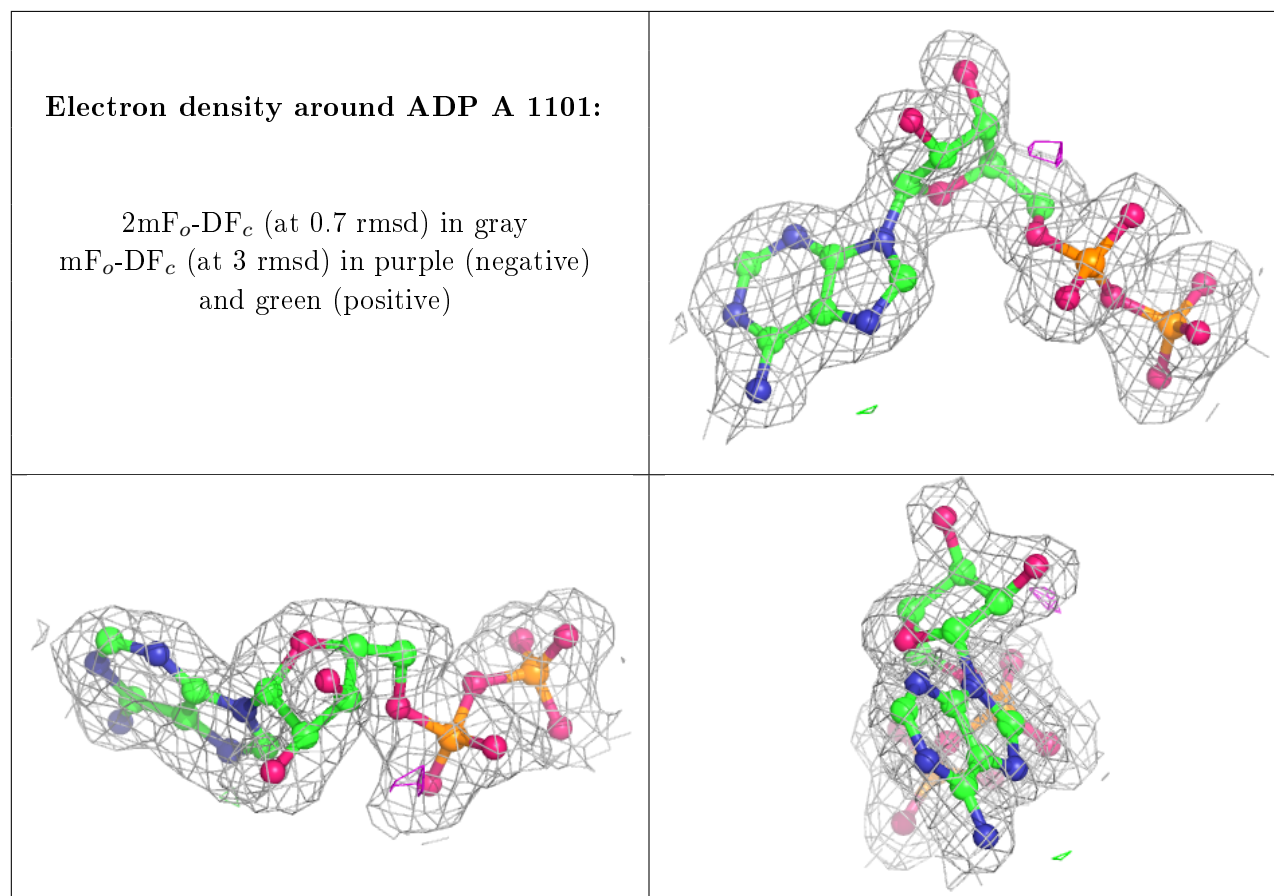 Electron density around ADP A 1101:
2mFₒ-DF𝒸 (at 0.7 rmsd) in gray
mFₒ-DF𝒸 (at 3 rmsd) in purple (negative)
and green (positive)